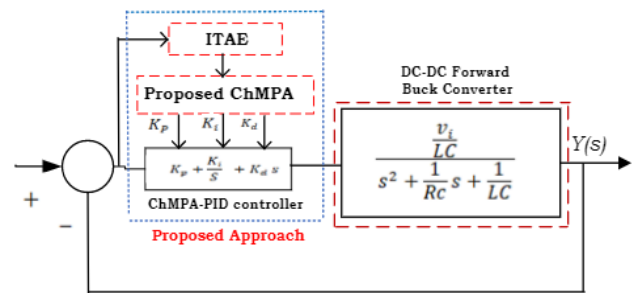 ITAE
DC-DC Forward
Buck Converter
Proposed ChMPA
K_p K_i K_d
K_p + K_i/S + K_d s
v_i/LC
s² + 1/Rc s + 1/LC
Y(s)
+
−
ChMPA-PID controller
Proposed Approach